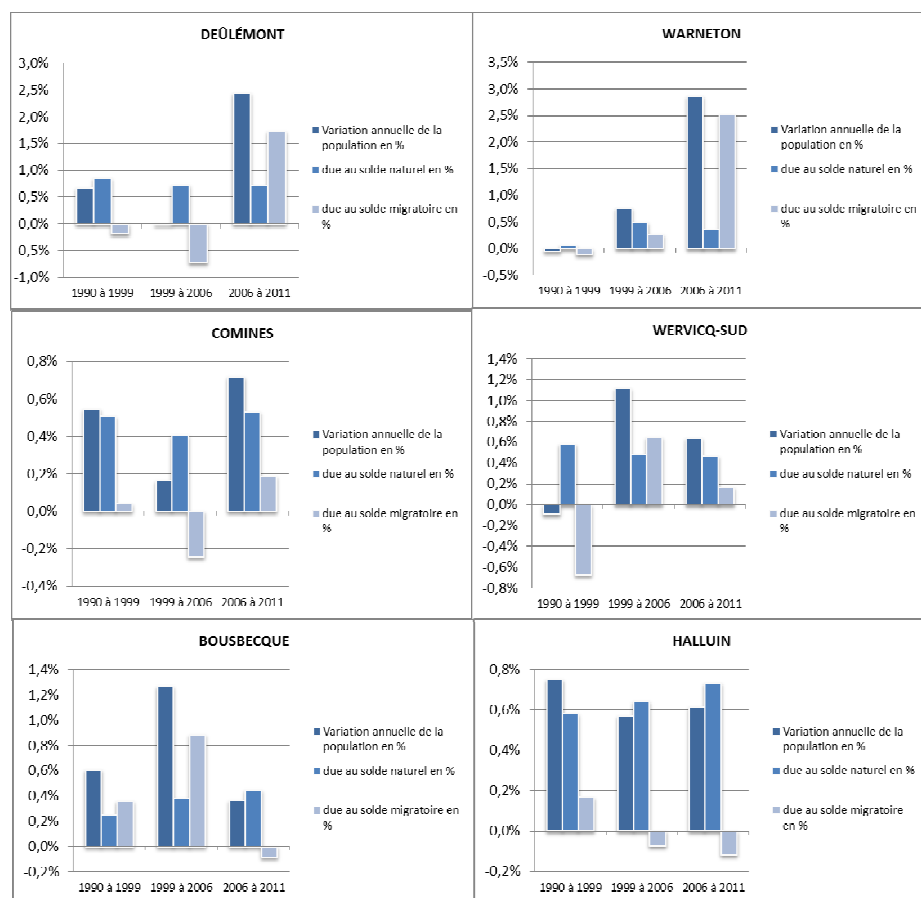 DEÛLÉMONT
3,0%
2,5%
2,0%
1,5%
1,0%
0,5%
0,0%
-0,5%
-1,0%
1990 à 1999 1999 à 2006 2006 à 2011
Variation annuelle de la
population en %
due au solde naturel en %
due au solde migratoire en
%
WARNETON
3,5%
3,0%
2,5%
2,0%
1,5%
1,0%
0,5%
0,0%
-0,5%
1990 à 1999 1999 à 2006 2006 à 2011
Variation annuelle de la
population en %
due au solde naturel en %
due au solde migratoire en
%
COMINES
0,8%
0,6%
0,4%
0,2%
0,0%
-0,2%
-0,4%
1990 à 1999 1999 à 2006 2006 à 2011
Variation annuelle de la
population en %
due au solde naturel en %
due au solde migratoire en
%
WERVICQ-SUD
1,4%
1,2%
1,0%
0,8%
0,6%
0,4%
0,2%
0,0%
-0,2%
-0,4%
-0,6%
-0,8%
1990 à 1999 1999 à 2006 2006 à 2011
Variation annuelle de la
population en %
due au solde naturel en %
due au solde migratoire en
%
BOUSBECQUE
1,4%
1,2%
1,0%
0,8%
0,6%
0,4%
0,2%
0,0%
-0,2%
1990 à 1999 1999 à 2006 2006 à 2011
Variation annuelle de la
population en %
due au solde naturel en %
due au solde migratoire en
%
HALLUIN
0,8%
0,6%
0,4%
0,2%
0,0%
-0,2%
1990 à 1999 1999 à 2006 2006 à 2011
Variation annuelle de la
population en %
due au solde naturel en %
due au solde migratoire en
%